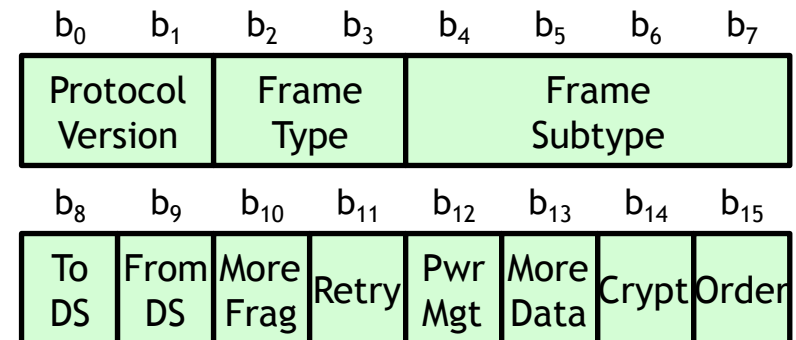 b₀ b₁ b₂ b₃ b₄ b₅ b₆ b₇
Protocol Frame Frame
Version Type Subtype
b₈ b₉ b₁₀ b₁₁ b₁₂ b₁₃ b₁₄ b₁₅
To From More Retry Pwr More Crypt Order
DS DS Frag Mgt Data